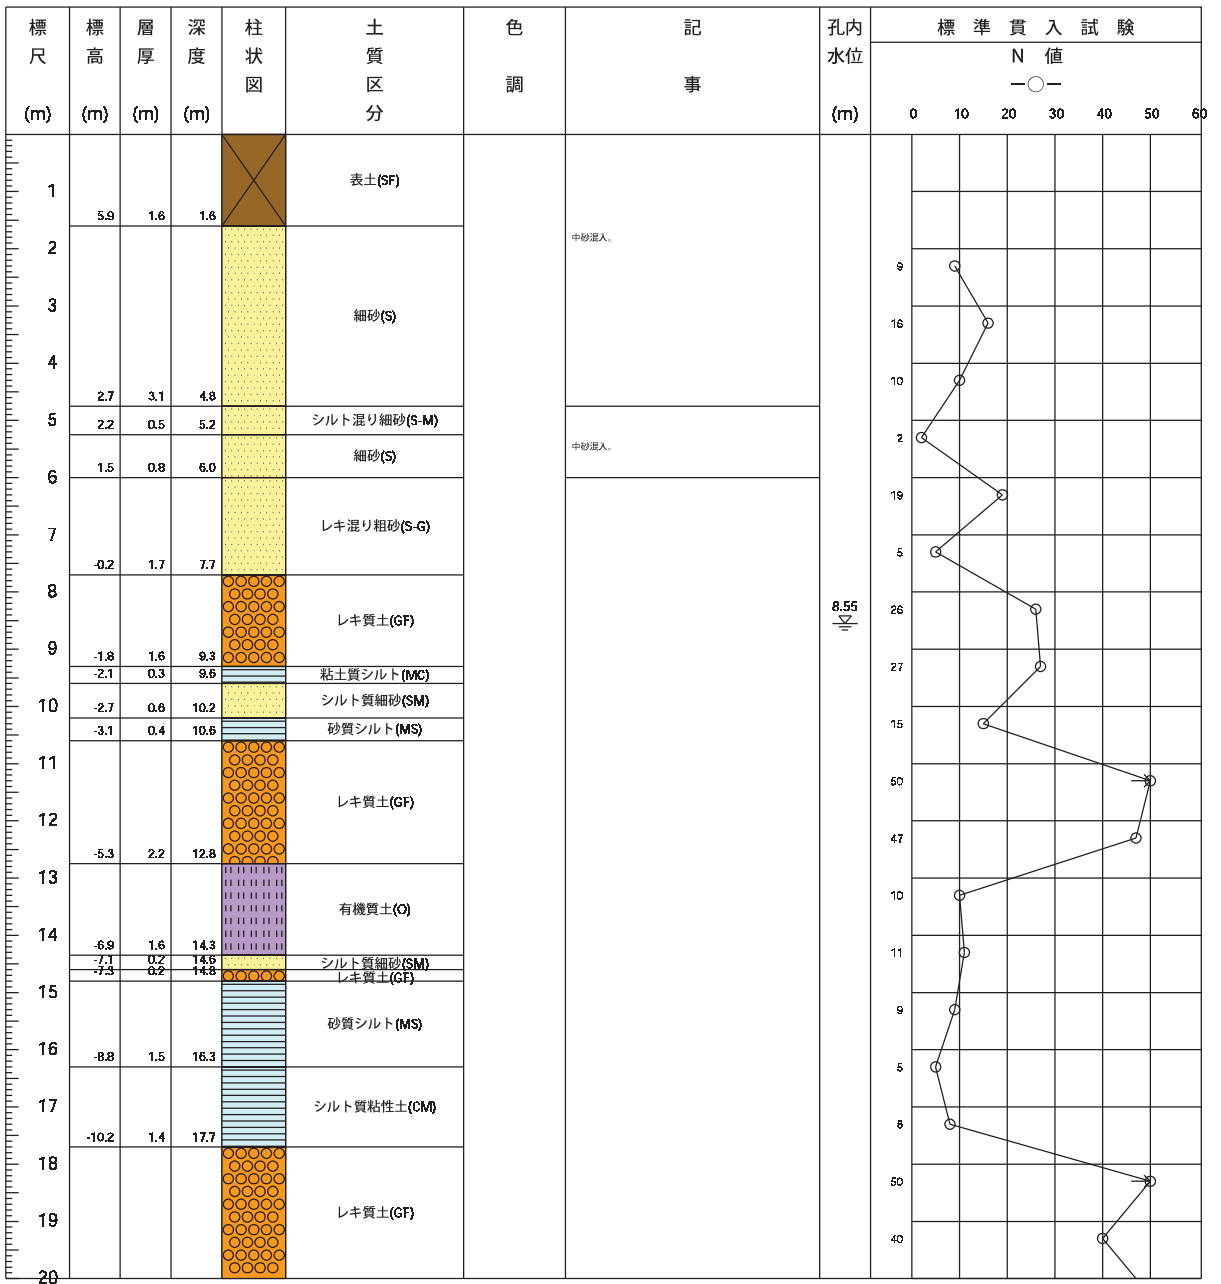 標尺(m) 標高(m) 層厚(m) 深度(m) 柱状図 土質区分 色調 記事 孔内水位(m) 標準貫入試験
N 値
0 10 20 30 40 50 60
表土(SF)
1
5.9 1.6 1.6
中砂混入。
2
9
3
細砂(S)
16
4
10
2.7 3.1 4.8
5
シルト混り細砂(S-M)
2.2 0.5 5.2
2
中砂混入。
細砂(S)
1.5 0.8 6.0
6
19
レキ混り粗砂(S-G)
7
5
-0.2 1.7 7.7
8
8.55
26
レキ質土(GF)
9
-1.8 1.6 9.3
27
-2.1 0.3 9.6 粘土質シルト(MC)
シルト質細砂(SM)
10
-2.7 0.6 10.2
15
-3.1 0.4 10.6 砂質シルト(MS)
11
50
レキ質土(GF)
12
47
-5.3 2.2 12.8
13
10
有機質土(O)
14
-6.9 1.6 14.3
11
-7.1 0.2 14.6 シルト質細砂(SM)
-7.3 0.2 14.8 レキ質土(GF)
15
9
砂質シルト(MS)
16
-8.8 1.5 16.3
5
17
シルト質粘性土(CM)
8
-10.2 1.4 17.7
18
50
レキ質土(GF)
19
40
20